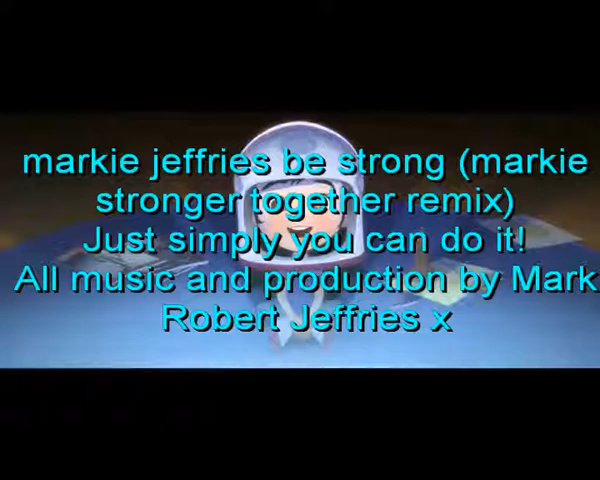 markie jeffries be strong (markie
stronger together remix)
Just simply you can do it!
All music and production by Mark
Robert Jeffries x